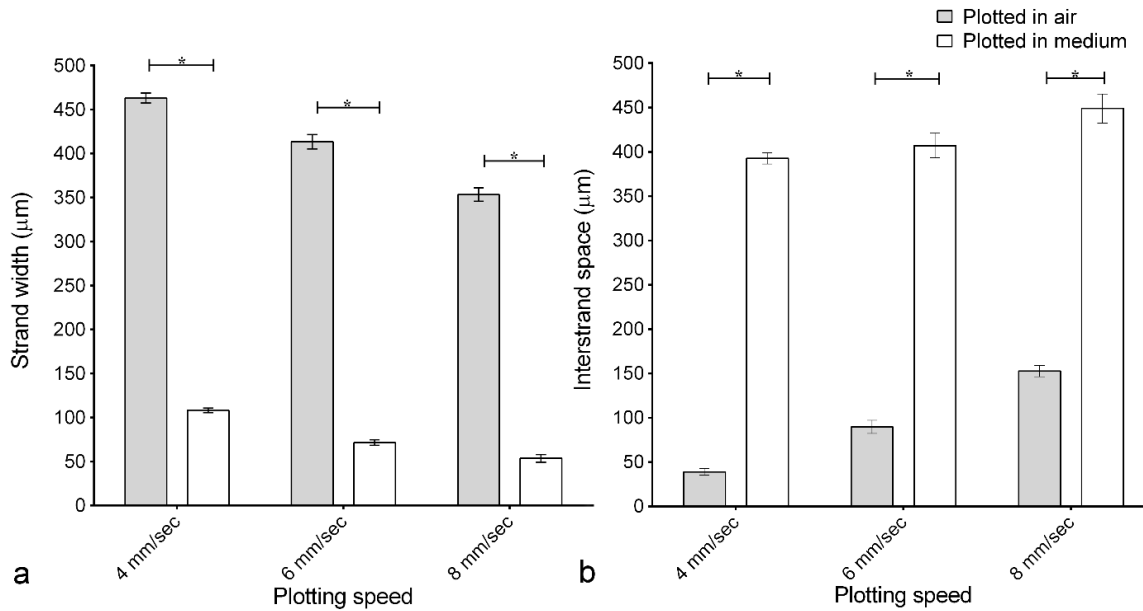 Plotted in air
Plotted in medium
500
450
400
350
300
250
200
150
100
50
0
Strand width (μm)
*
*
*
4 mm/sec
6 mm/sec
8 mm/sec
Plotting speed
a
500
450
400
350
300
250
200
150
100
50
0
Interstrand space (μm)
*
*
*
4 mm/sec
6 mm/sec
8 mm/sec
Plotting speed
b